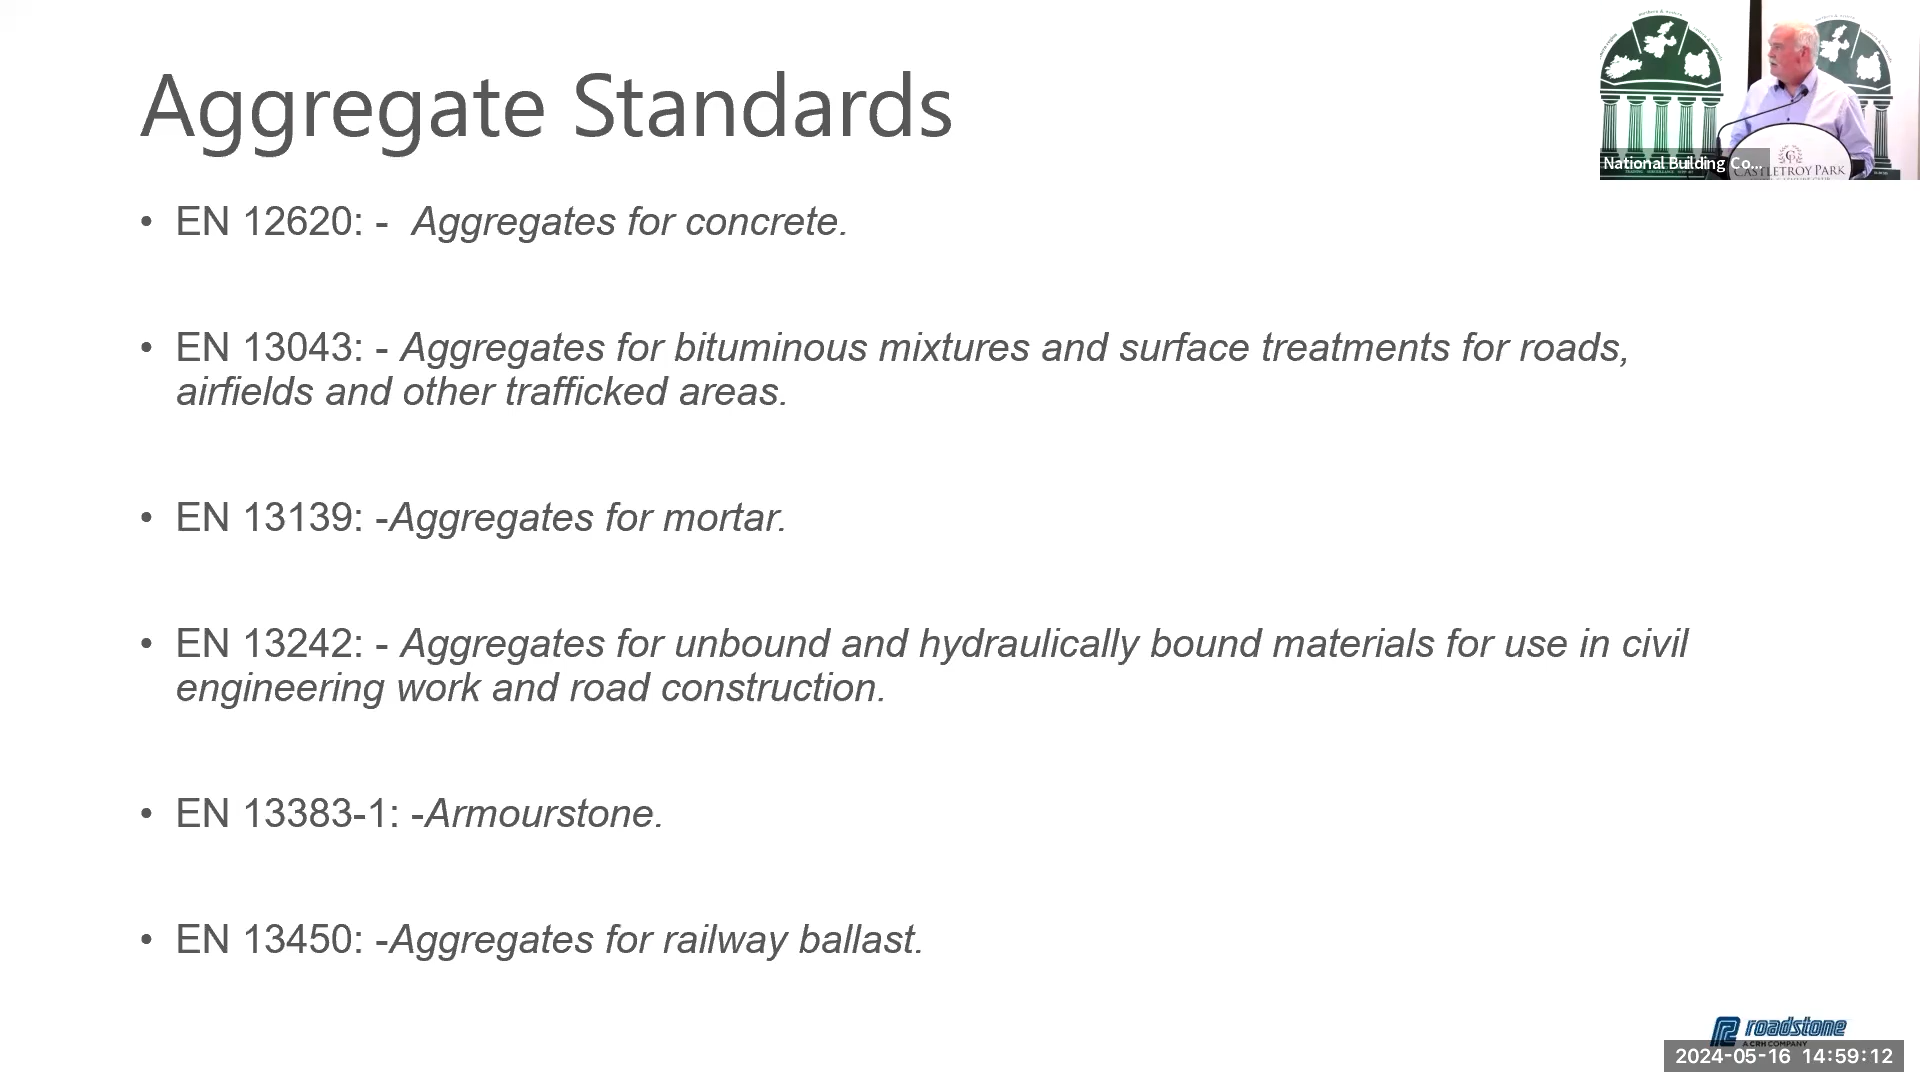 Aggregate Standards
• EN 12620: - Aggregates for concrete.
• EN 13043: - Aggregates for bituminous mixtures and surface treatments for roads,
airfields and other trafficked areas.
• EN 13139: -Aggregates for mortar.
• EN 13242: - Aggregates for unbound and hydraulically bound materials for use in civil
engineering work and road construction.
• EN 13383-1: -Armourstone.
• EN 13450: -Aggregates for railway ballast.
National Building Co...
CASTLETROY PARK
roadstone
A CRH COMPANY
2024-05-16 14:59:12